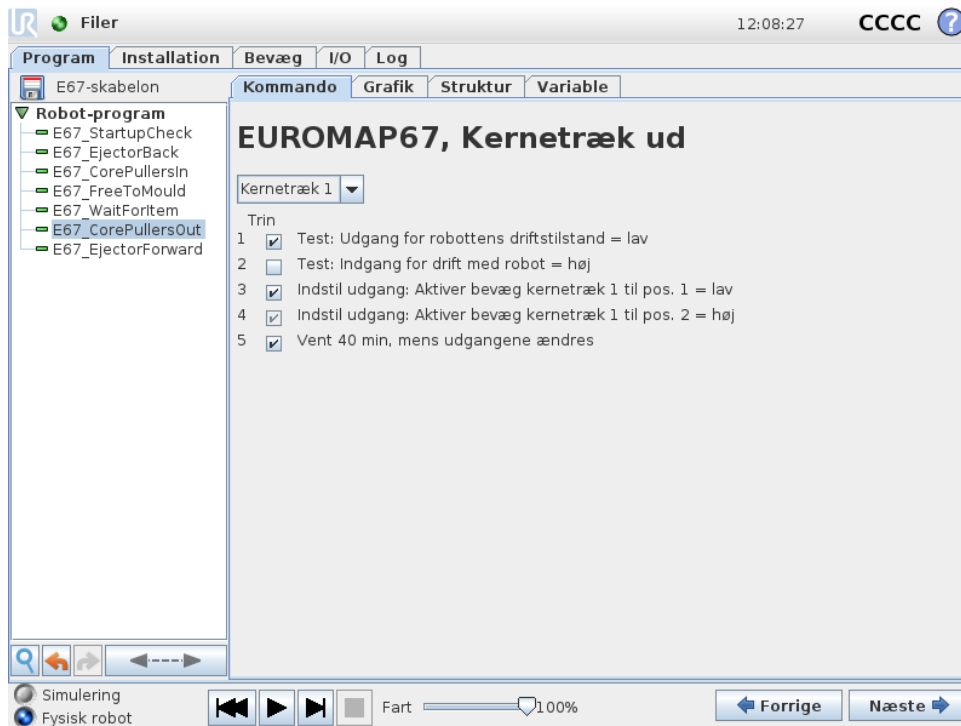 UR Filer 12:08:27 CCCC ?
Program Installation Bevæg I/O Log
E67-skabelon Kommando Grafik Struktur Variable
Robot-program
E67_StartupCheck
E67_EjectorBack
E67_CorePullersIn
E67_FreeToMould
E67_WaitForItem
E67_CorePullersOut
E67_EjectorForward
EUROMAP67, Kernetræk ud
Kernetræk 1
Trin
1 Test: Udgang for robottens driftstilstand = lav
2 Test: Indgang for drift med robot = høj
3 Indstil udgang: Aktiver bevæg kernetræk 1 til pos. 1 = lav
4 Indstil udgang: Aktiver bevæg kernetræk 1 til pos. 2 = høj
5 Vent 40 min, mens udgangene ændres
Simulering
Fysisk robot
Fart 100%
Forrige Næste